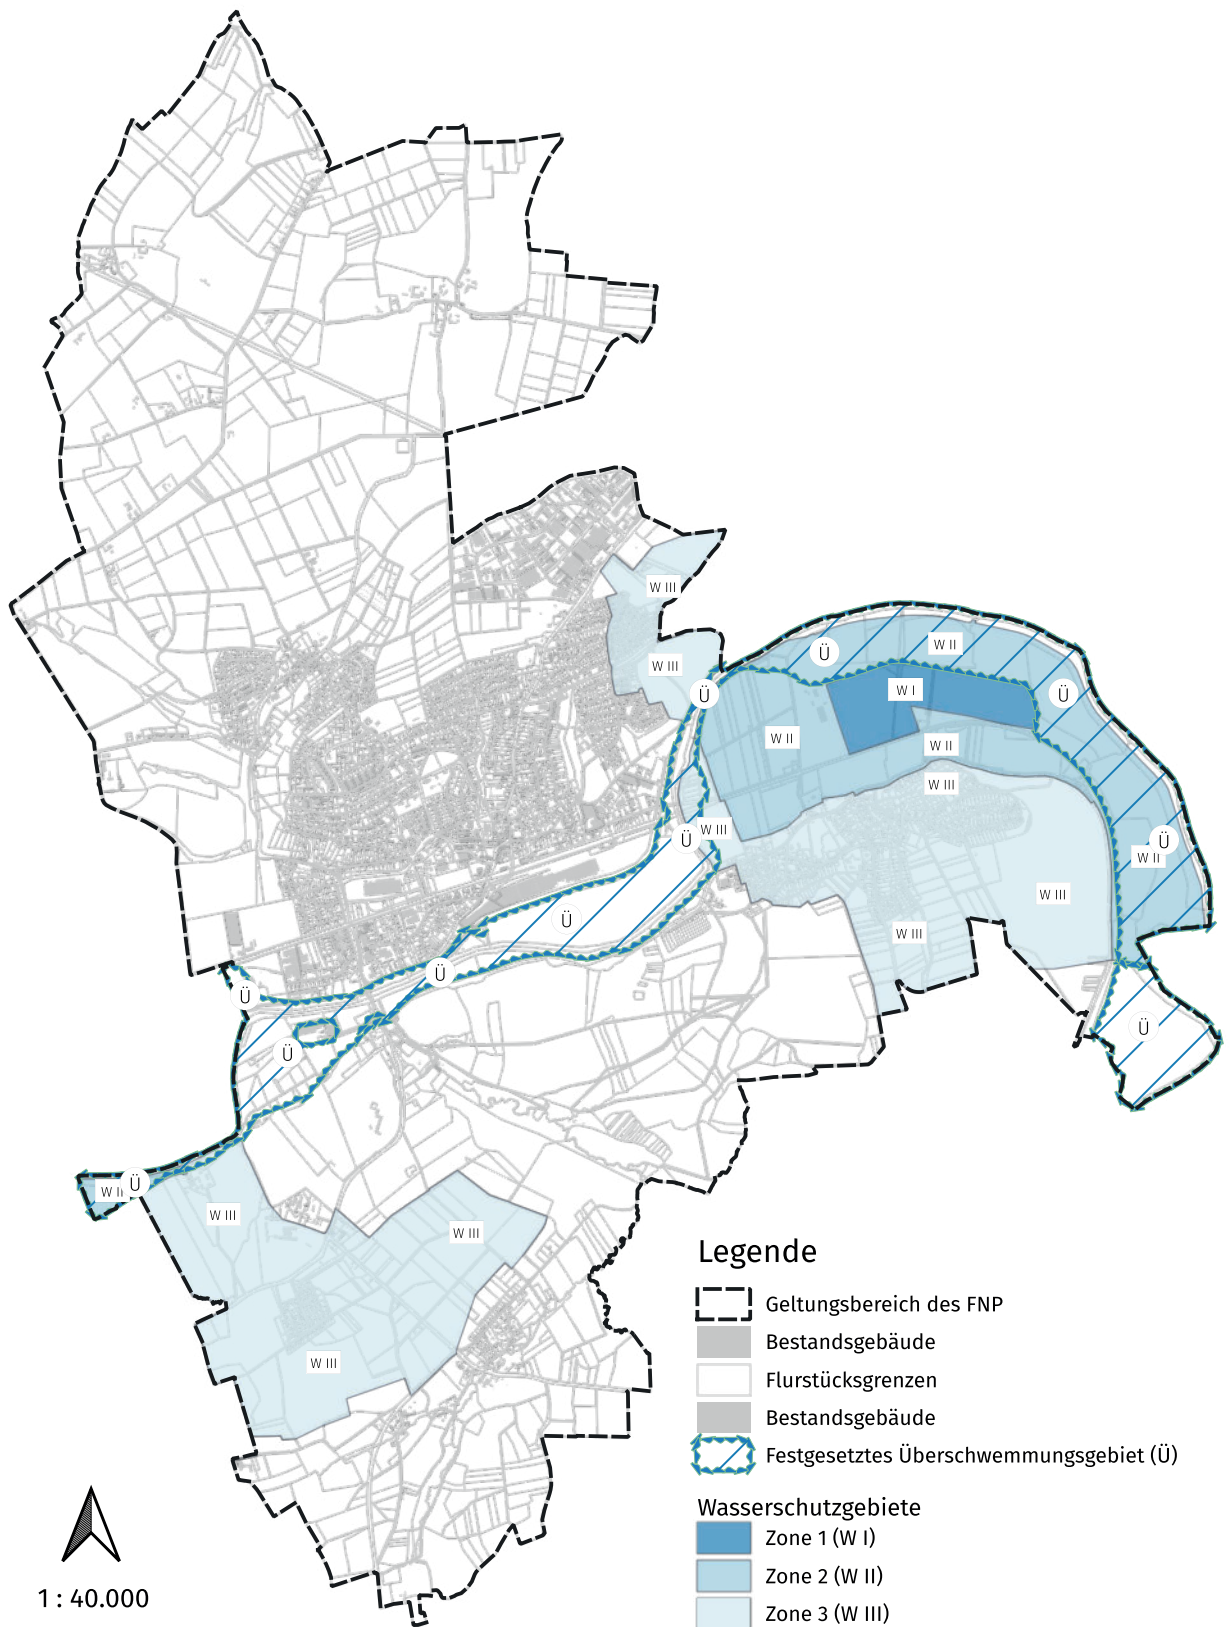 W III
W III
Ü
W II
Ü
W I
Ü
W II
W II
W III
W III
Ü
Ü
W II
W III
W III
Ü
Ü
Ü
Ü
Ü
W II
Ü
W III
W III
W III
Legende
Geltungsbereich des FNP
Bestandsgebäude
Flurstücksgrenzen
Bestandsgebäude
Festgesetztes Überschwemmungsgebiet (Ü)
Wasserschutzgebiete
Zone 1 (W I)
Zone 2 (W II)
Zone 3 (W III)
1 : 40.000